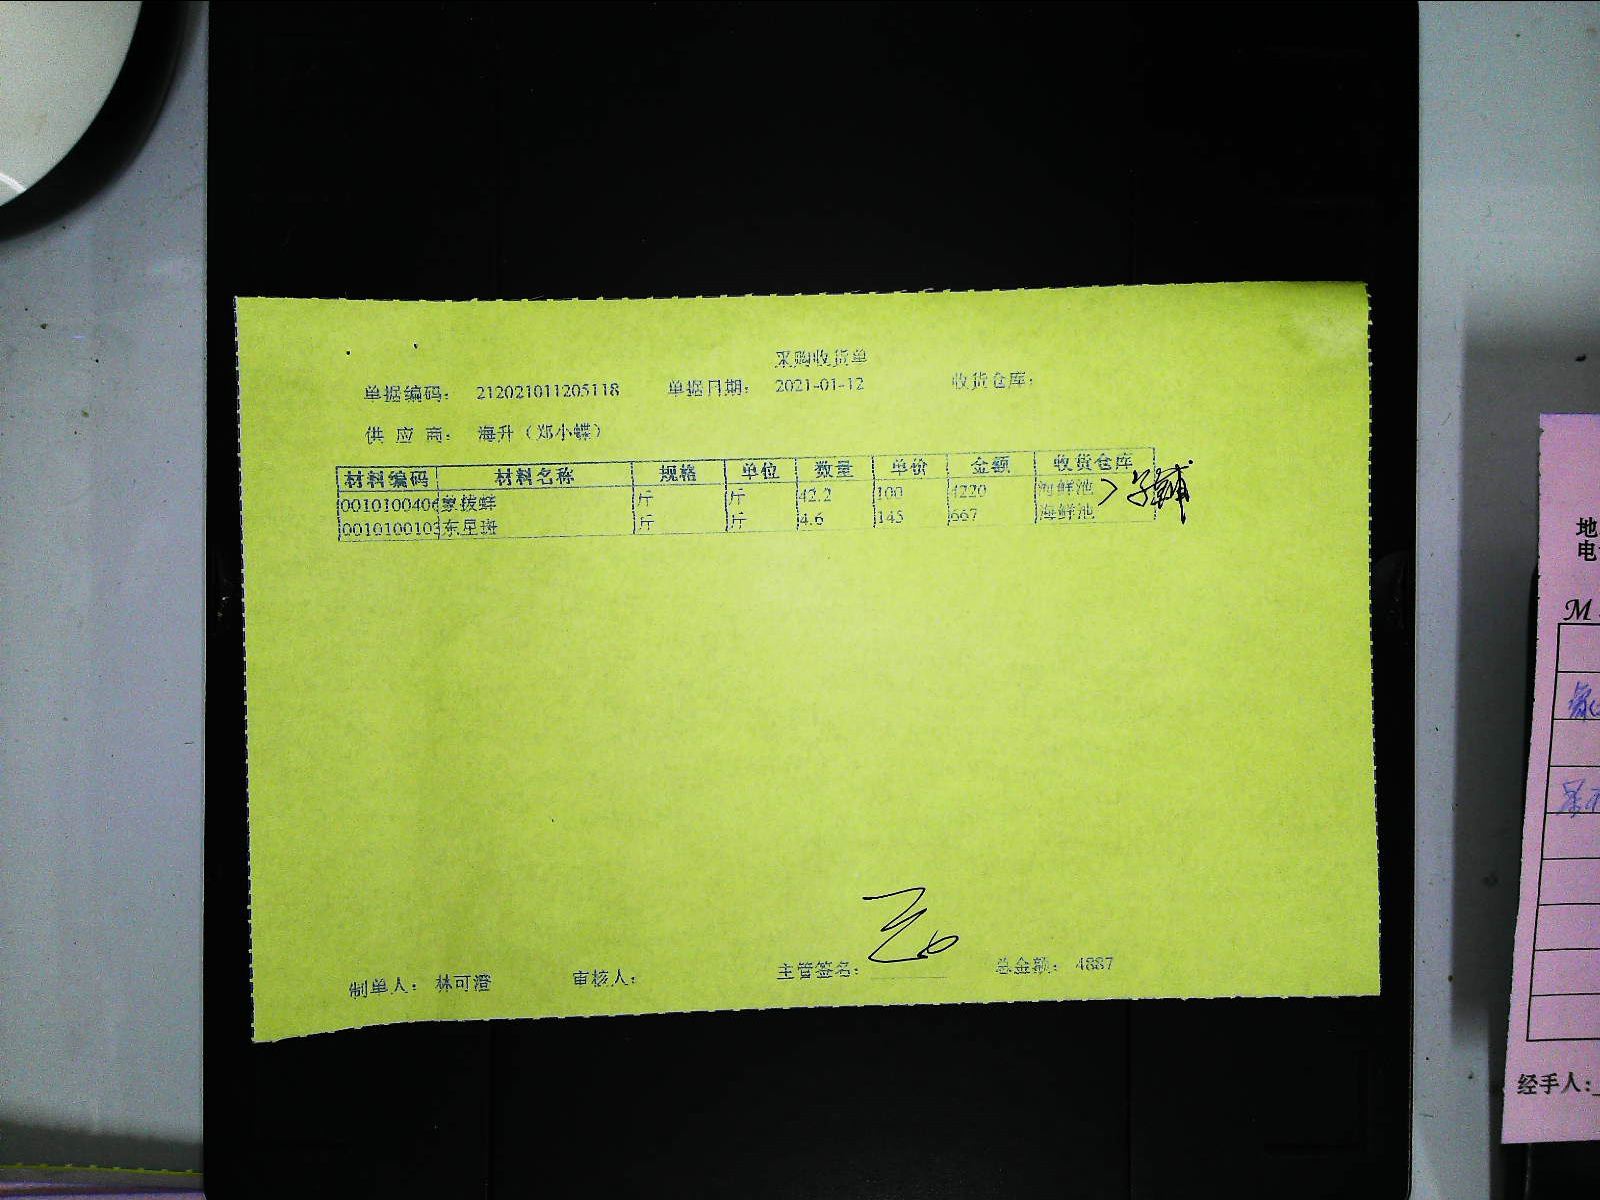 采购收货单
单据编码： 212021011205118 单据日期： 2021-01-12 收货仓库：
供 应 商： 海升（郑小蝶）
材料编码 材料名称 规格 单位 数量 单价 金额 收货仓库
0010100406 象拔蚌 斤 斤 42.2 100 4220 海鲜池
0010100103 东星斑 斤 斤 4.6 145 667 海鲜池
制单人： 林可澄 审核人： 主管签名： 总金额： 4887
地
电
M
经手人：